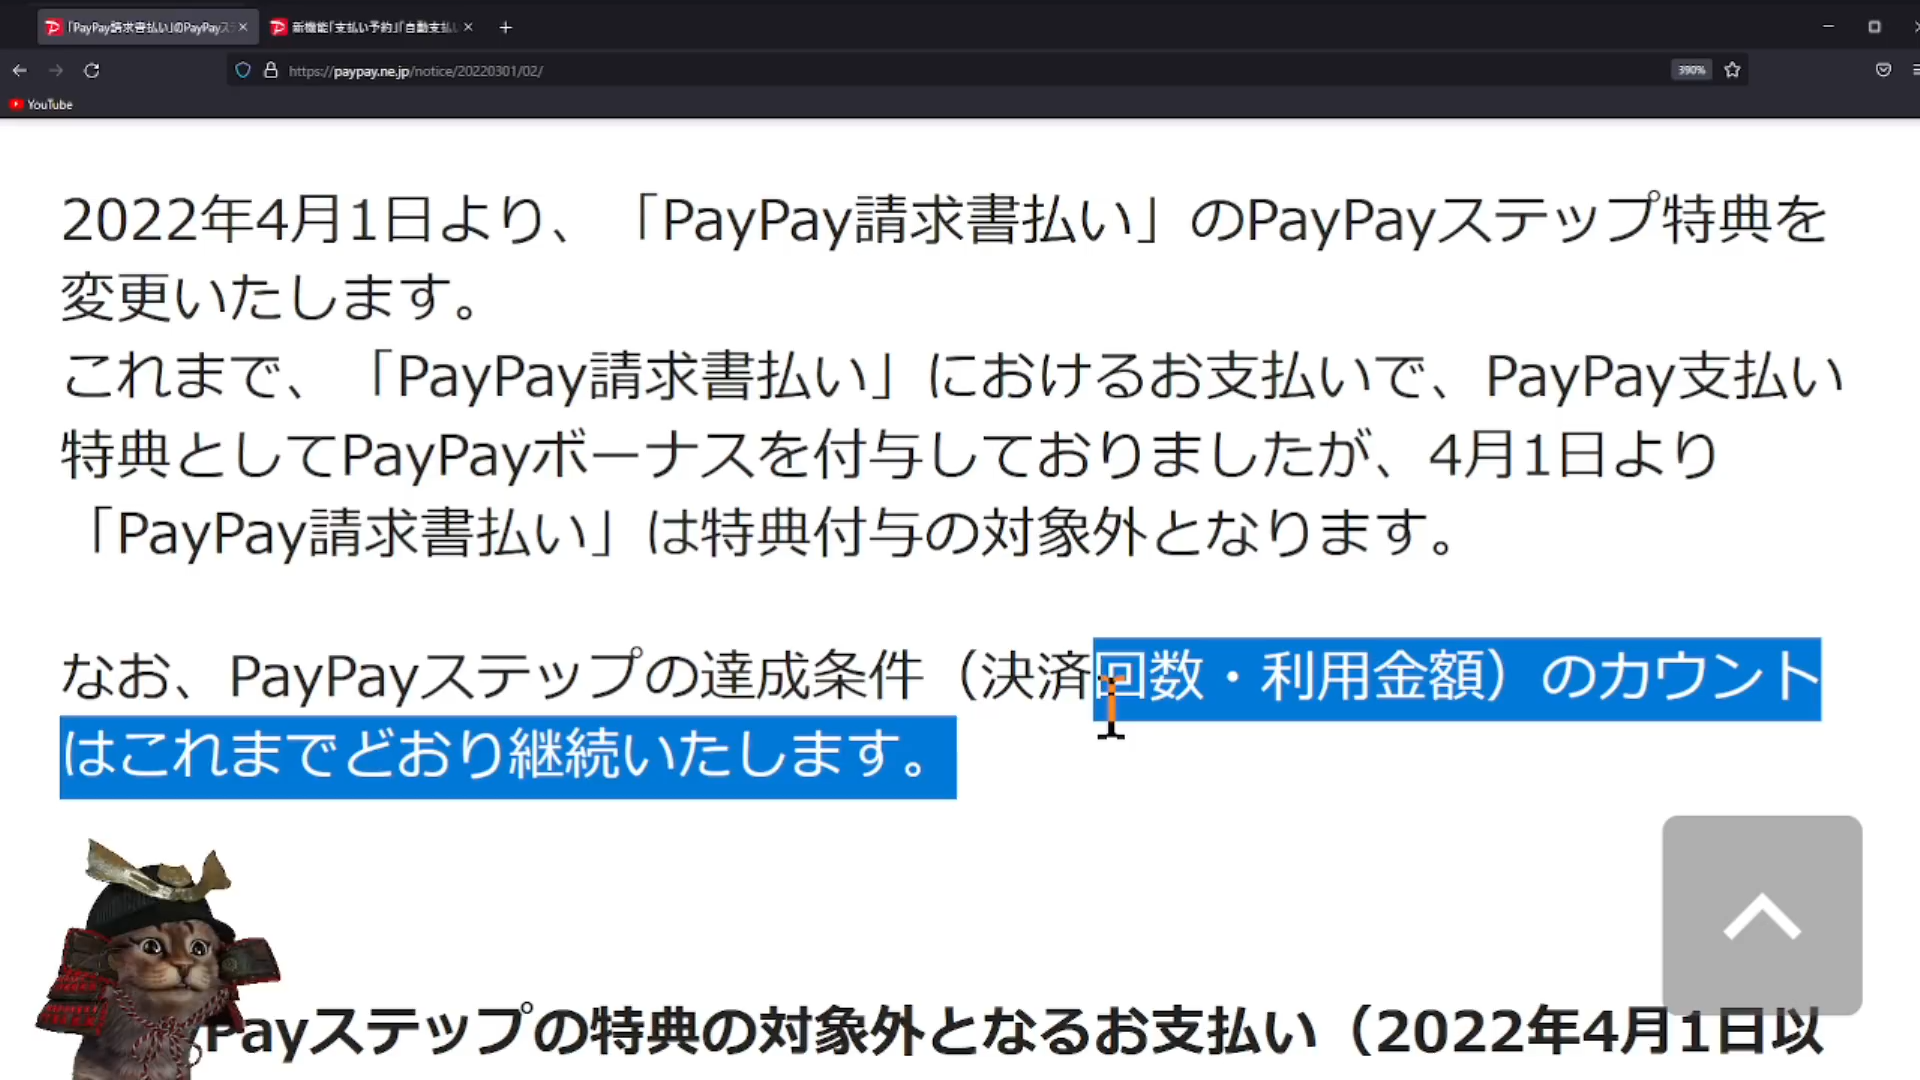 「PayPay請求書払い」のPayPayス
新機能「支払い予約」「自動支払い
https://paypay.ne.jp/notice/20220301/02/
390%
YouTube
2022年4月1日より、「PayPay請求書払い」のPayPayステップ特典を
変更いたします。
これまで、「PayPay請求書払い」におけるお支払いで、PayPay支払い
特典としてPayPayボーナスを付与しておりましたが、4月1日より
「PayPay請求書払い」は特典付与の対象外となります。
なお、PayPayステップの達成条件（決済回数・利用金額）のカウント
はこれまでどおり継続いたします。
Payステップの特典の対象外となるお支払い（2022年4月1日以